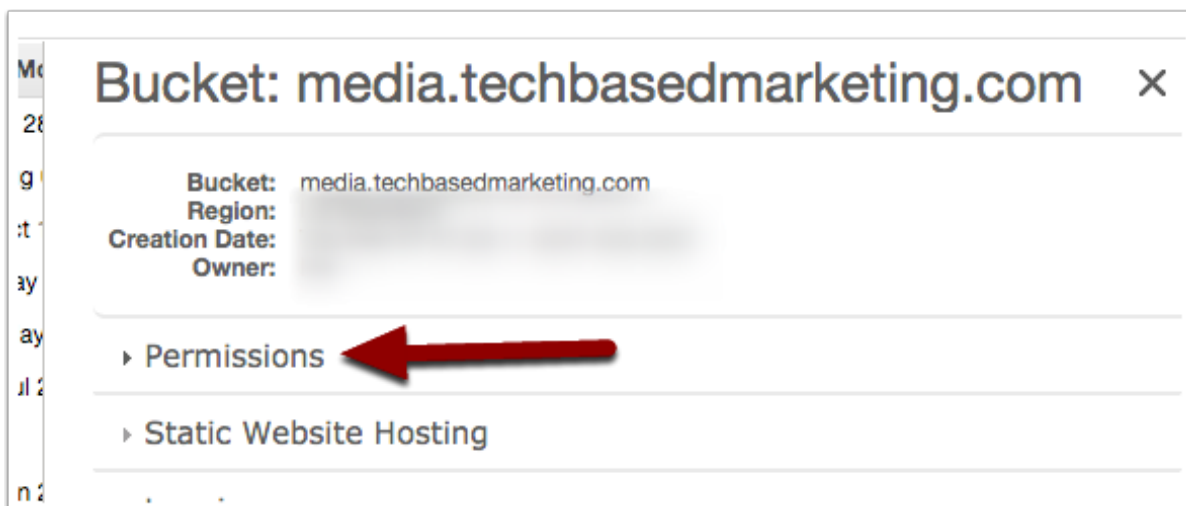 Bucket: media.techbasedmarketing.com
Bucket: media.techbasedmarketing.com
Region:
Creation Date:
Owner:
Permissions
Static Website Hosting